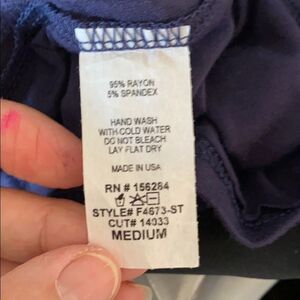 95% RAYON
5% SPANDEX
HAND WASH
WITH COLD WATER
DO NOT BLEACH
LAY FLAT DRY
MADE IN USA
RN # 156284
STYLE# F4673-ST
CUT# 14033
MEDIUM